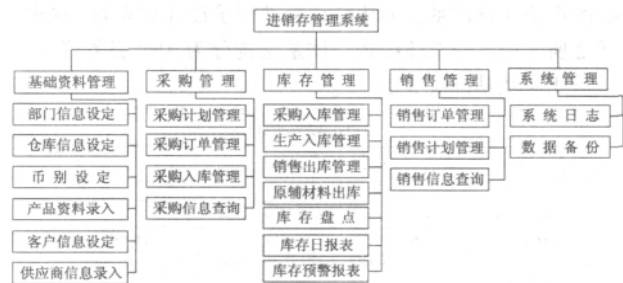 进销存管理系统
基础资料管理
部门信息设定
仓库信息设定
币别设定
产品资料录入
客户信息设定
供应商信息录入
采购管理
采购计划管理
采购订单管理
采购入库管理
采购信息查询
库存管理
采购入库管理
生产入库管理
销售出库管理
原辅材料出库
库存盘点
库存日报表
库存预警报表
销售管理
销售订单管理
销售计划管理
销售信息查询
系统管理
系统日志
数据备份